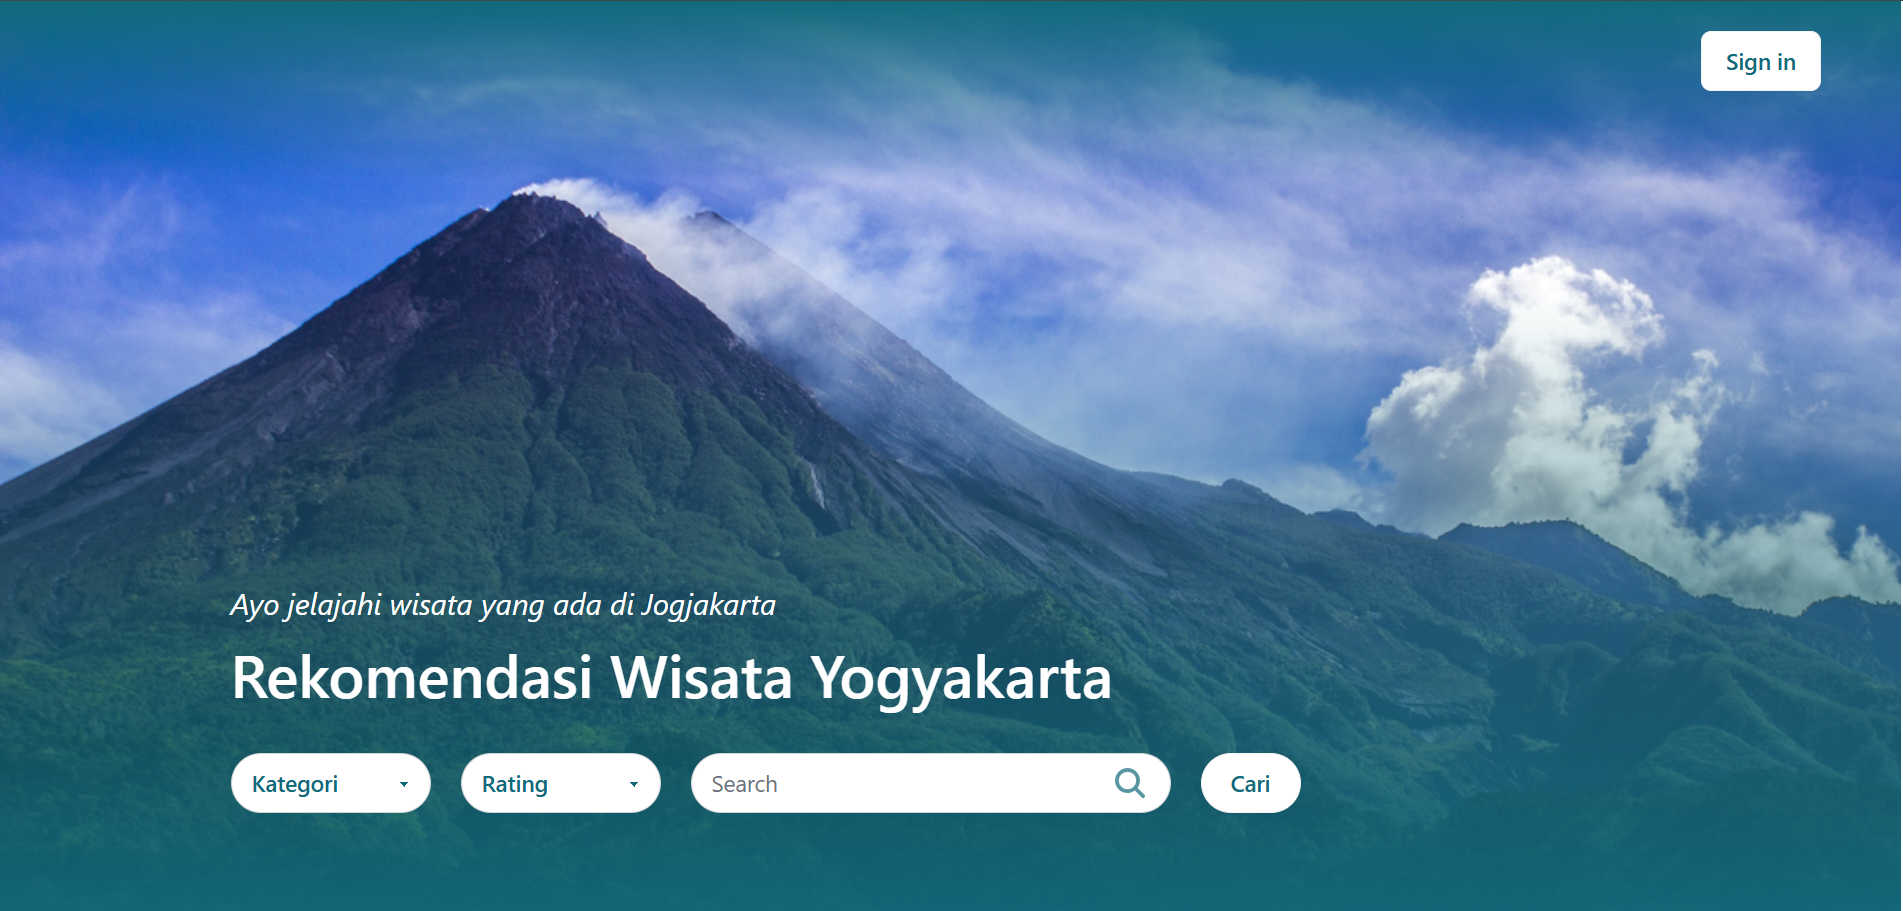 Sign in
Ayo jelajahi wisata yang ada di Jogjakarta
Rekomendasi Wisata Yogyakarta
Kategori Rating Search Cari